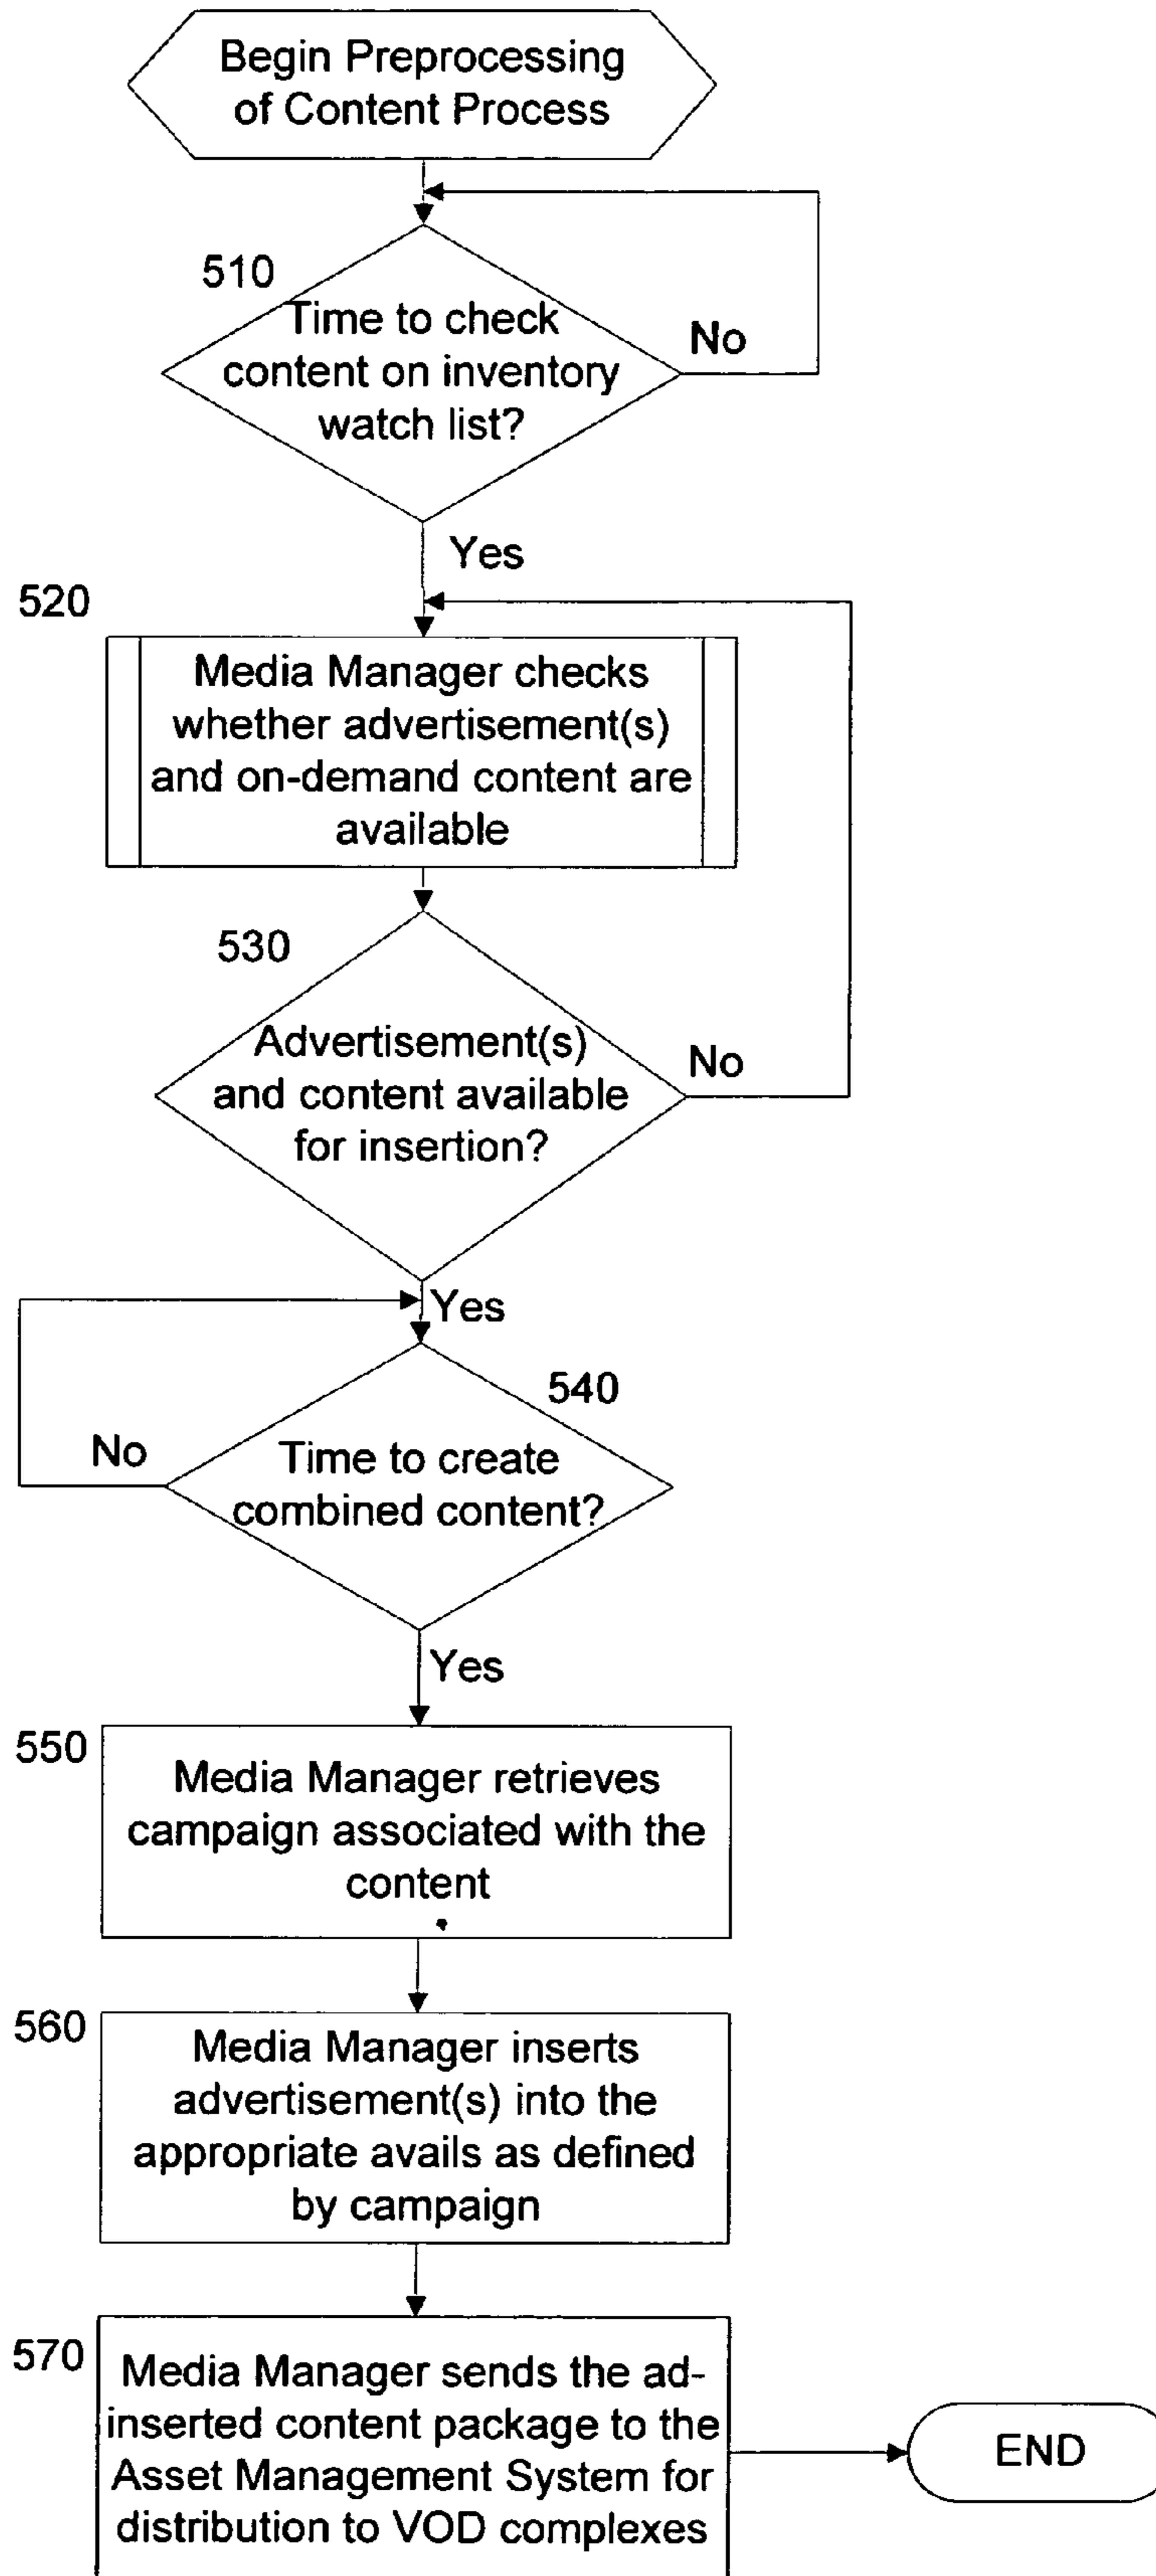 Begin Preprocessing
of Content Process
510
Time to check
content on inventory
watch list?
No
Yes
520
Media Manager checks
whether advertisement(s)
and on-demand content are
available
530
Advertisement(s)
and content available
for insertion?
No
Yes
540
No
Time to create
combined content?
Yes
550
Media Manager retrieves
campaign associated with the
content
560
Media Manager inserts
advertisement(s) into the
appropriate avails as defined
by campaign
570
Media Manager sends the ad-
inserted content package to the
Asset Management System for
distribution to VOD complexes
END